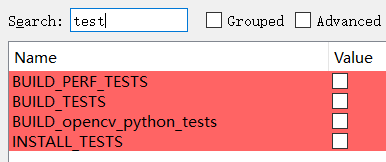 Search: test Grouped Advanced
Name Value
BUILD_PERF_TESTS
BUILD_TESTS
BUILD_opencv_python_tests
INSTALL_TESTS